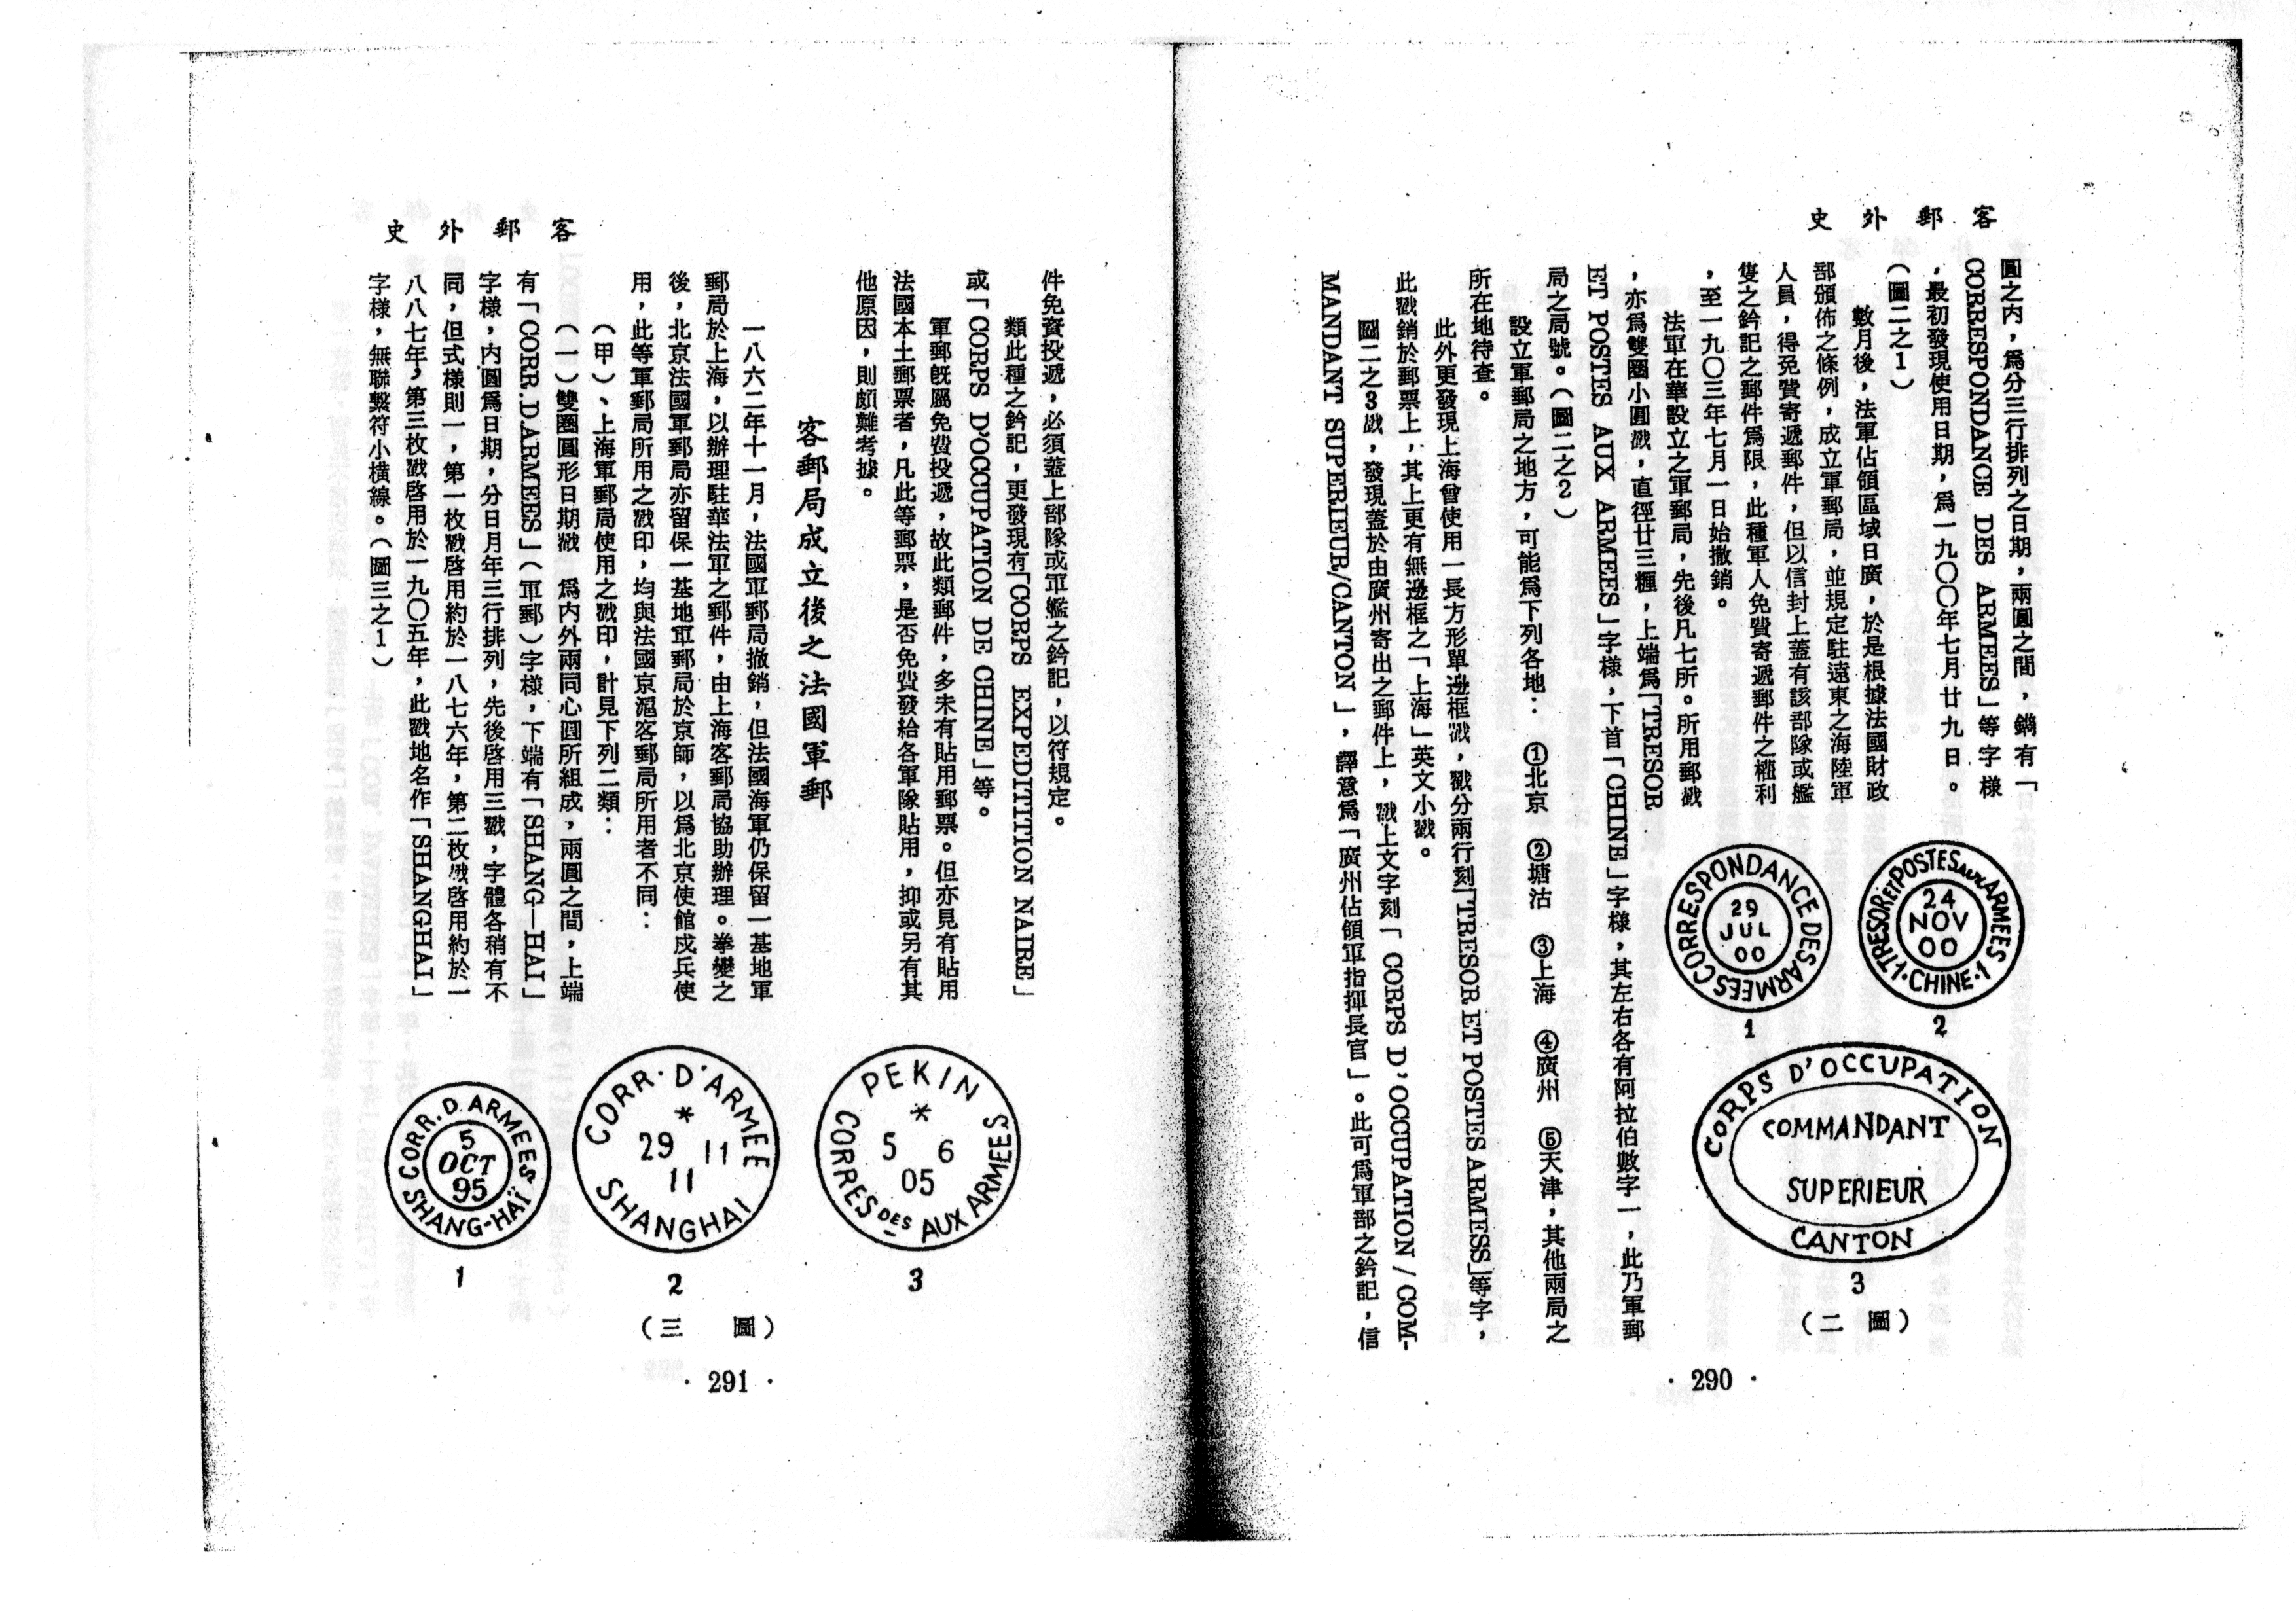 客郵外史
圓之內，爲分三行排列之日期，兩圓之間，鐫有「
CORRESPONDANCE DES ARMEES」等字樣
，最初發現使用日期，爲一九〇〇年七月廿九日。
（圖二之1）
數月後，法軍佔領區域日廣，於是根據法國財政
部頒佈之條例，成立軍郵局，並規定駐遠東之海陸軍
人員，得免費寄遞郵件，但以信封上蓋有該部隊或艦
隻之鈐記之郵件爲限，此種軍人免費寄遞郵件之權利
，至一九〇三年七月一日始撤銷。
法軍在華設立之軍郵局，先後凡七所。所用郵戳
，亦爲雙圈小圓戳，直徑廿三糎，上端爲「TRESOR
ET POSTES AUX ARMEES」字樣，下首「CHINE」字樣，其左右各有阿拉伯數字一，此乃軍郵
局之局號。（圖二之2）
設立軍郵局之地方，可能爲下列各地：①北京 ②塘沽 ③上海 ④廣州 ⑤天津，其他兩局之
所在地待查。
此外更發現上海曾使用一長方形單邊框戳，戳分兩行刻「TRESOR ET POSTES ARMESS」等字，
此戳銷於郵票上，其上更有無邊框之「上海」英文小戳。
圖二之3戳，發現蓋於由廣州寄出之郵件上，戳上文字刻「CORPS D'OCCUPATION / COM-
MANDANT SUPERIEUR/CANTON」，譯意爲「廣州佔領軍指揮長官」。此可爲軍部之鈐記，信
CORRESPONDANCE DES ARMEES
29
JUL
00
1
TRESOR ET POSTES AUX ARMEES
24
NOV
00
1·CHINE·1
2
CORPS D'OCCUPATION
COMMANDANT
SUPERIEUR
CANTON
3
（圖二）
·290·
客郵外史
件免資投遞，必須蓋上部隊或軍艦之鈐記，以符規定。
類此種之鈐記，更發現有「CORPS EXPEDITITION NAIRE」
或「CORPS D'OCCUPATION DE CHINE」等。
軍郵旣屬免費投遞，故此類郵件，多未有貼用郵票。但亦見有貼用
法國本土郵票者，凡此等郵票，是否免費發給各軍隊貼用，抑或另有其
他原因，則頗難考據。
客郵局成立後之法國軍郵
一八六二年十一月，法國軍郵局撤銷，但法國海軍仍保留一基地軍
郵局於上海，以辦理駐華法軍之郵件，由上海客郵局協助辦理。拳變之
後，北京法國軍郵局亦留保一基地軍郵局於京師，以爲北京使館戍兵使
用，此等軍郵局所用之戳印，均與法國京滬客郵局所用者不同：
（甲）、上海軍郵局使用之戳印，計見下列二類：
（一）雙圈圓形日期戳 爲內外兩同心圓所組成，兩圓之間，上端
有「CORR.D.ARMEES」（軍郵）字樣，下端有「SHANG—HAI」
字樣，內圓爲日期，分日月年三行排列，先後啓用三戳，字體各稍有不
同，但式樣則一，第一枚戳啓用約於一八七六年，第二枚戳啓用約於一
八八七年，第三枚戳啓用於一九〇五年，此戳地名作「SHANGHAI」
字樣，無聯繫符小橫線。（圖三之1）
CORR. D. ARMEES
5
OCT
95
SHANG-HAÏ
1
CORR. D'ARMEE
*
29 11
11
SHANGHAI
2
PEKIN
*
5 6
05
CORRES DES AUX ARMEES
3
（圖三）
·291·